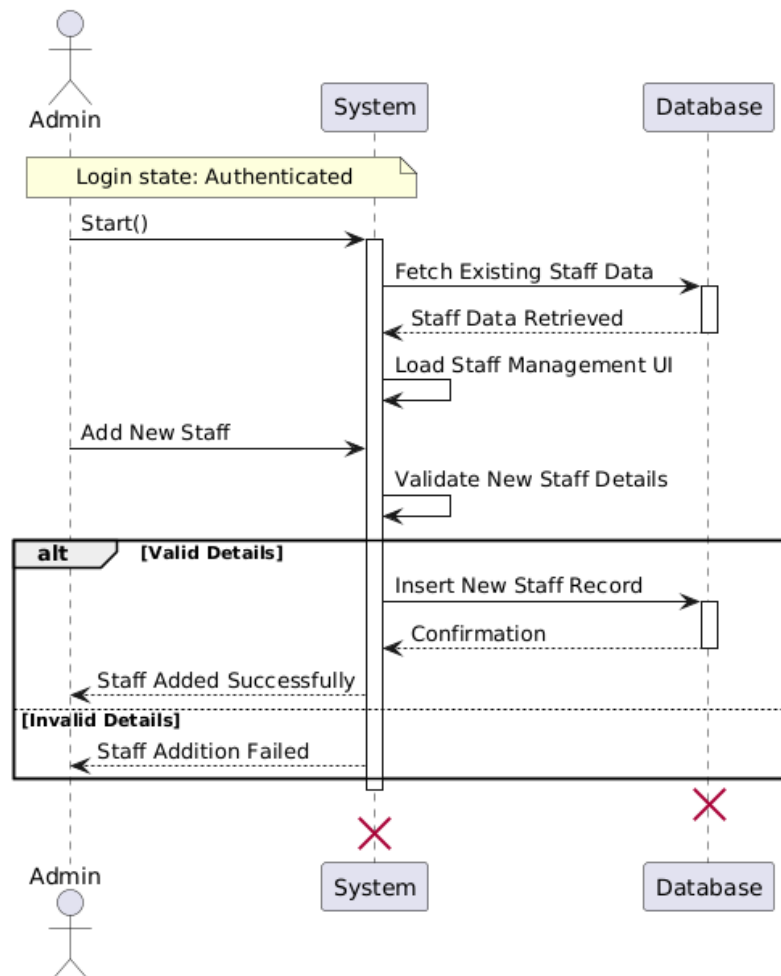 Admin
System
Database
Login state: Authenticated
Start()
Fetch Existing Staff Data
Staff Data Retrieved
Load Staff Management UI
Add New Staff
Validate New Staff Details
alt
[Valid Details]
Insert New Staff Record
Confirmation
Staff Added Successfully
[Invalid Details]
Staff Addition Failed
Admin
System
Database